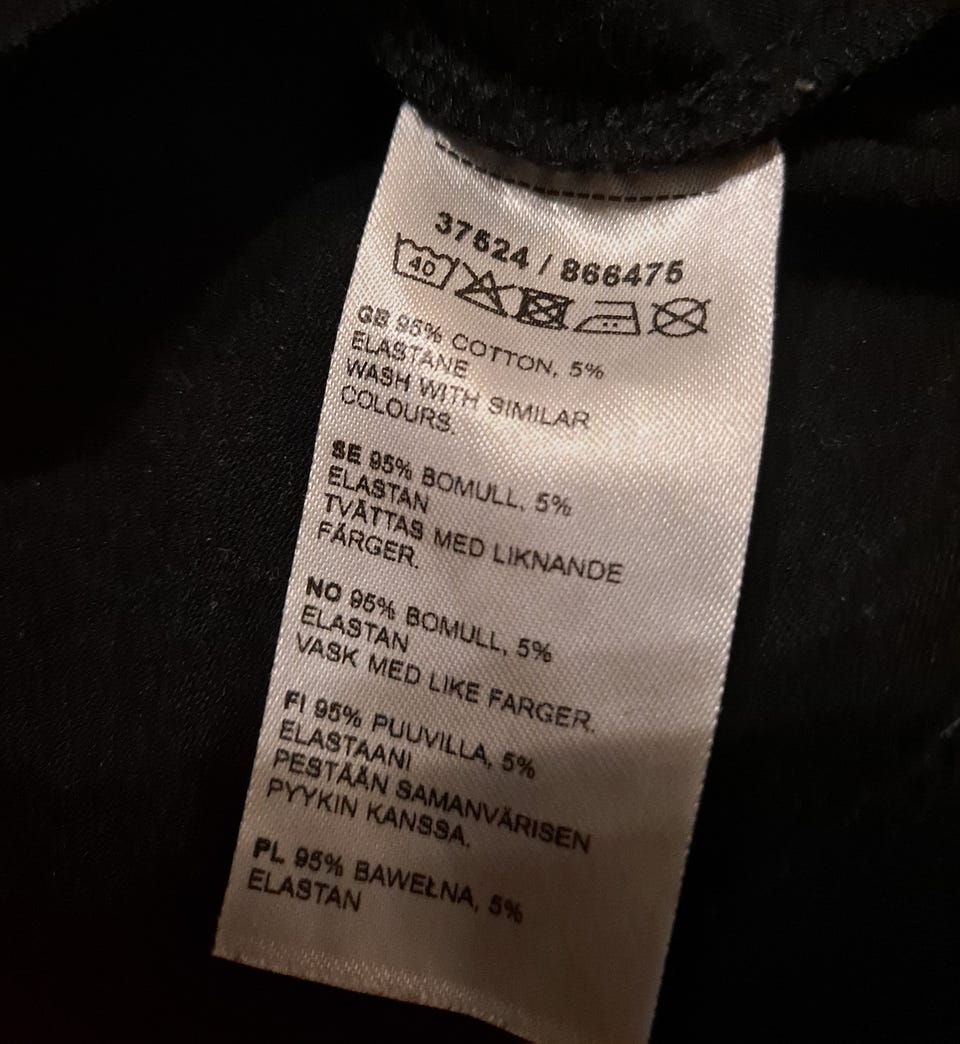 37524 / 866475
40
GB 95% COTTON, 5%
ELASTANE
WASH WITH SIMILAR
COLOURS.
SE 95% BOMULL, 5%
ELASTAN
TVÄTTAS MED LIKNANDE
FÄRGER.
NO 95% BOMULL, 5%
ELASTAN
VASK MED LIKE FARGER.
FI 95% PUUVILLA, 5%
ELASTAANI
PESTÄÄN SAMANVÄRISEN
PYYKIN KANSSA.
PL 95% BAWEŁNA, 5%
ELASTAN